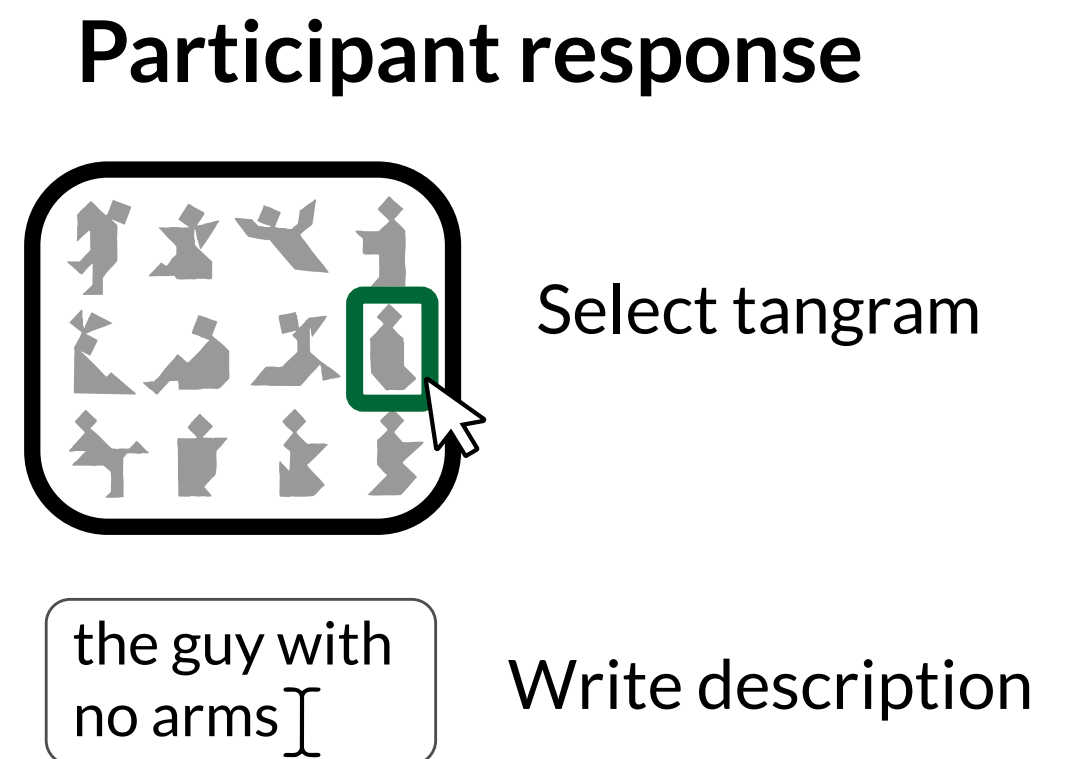 Participant response
Select tangram
the guy with
no arms
Write description